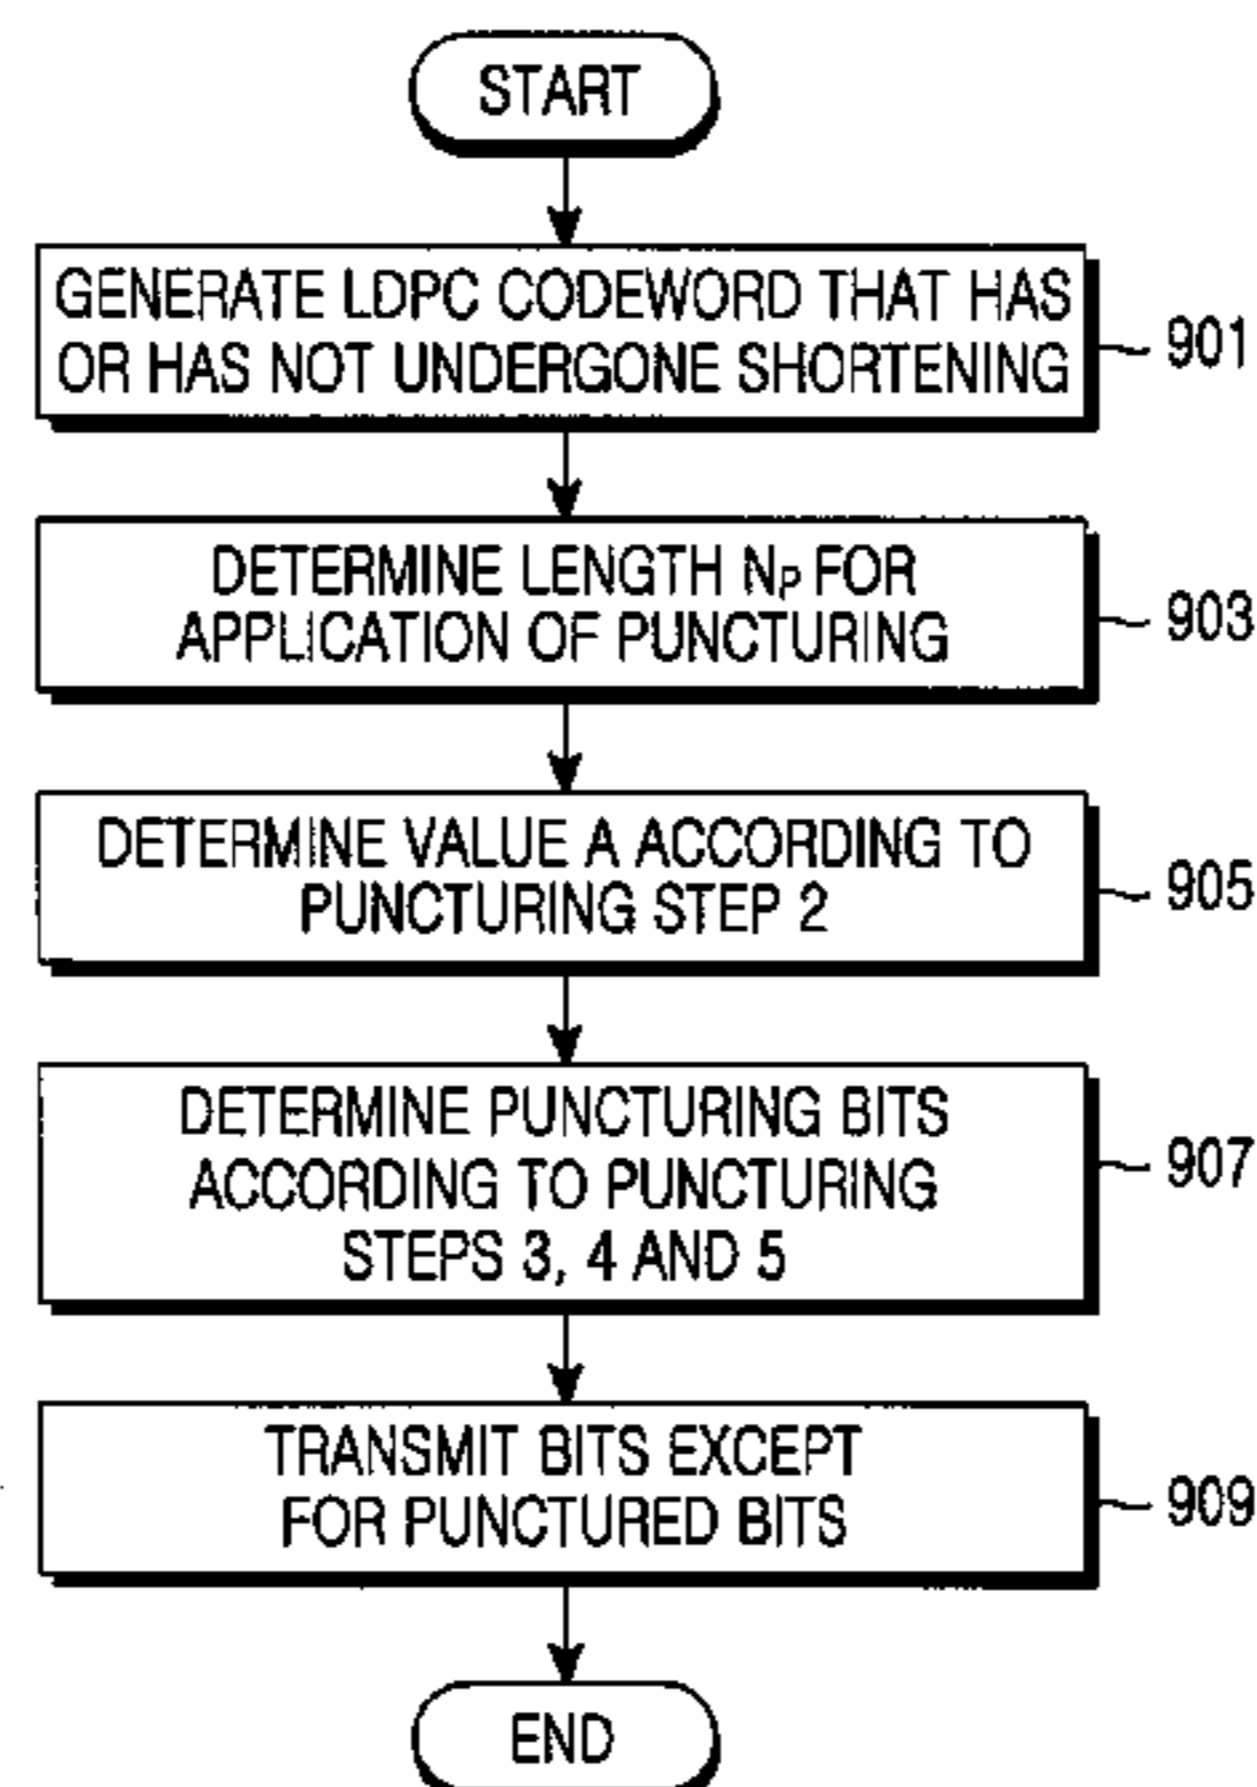 START
GENERATE LDPC CODEWORD THAT HAS
OR HAS NOT UNDERGONE SHORTENING
901
DETERMINE LENGTH NP FOR
APPLICATION OF PUNCTURING
903
DETERMINE VALUE A ACCORDING TO
PUNCTURING STEP 2
905
DETERMINE PUNCTURING BITS
ACCORDING TO PUNCTURING
STEPS 3, 4 AND 5
907
TRANSMIT BITS EXCEPT
FOR PUNCTURED BITS
909
END